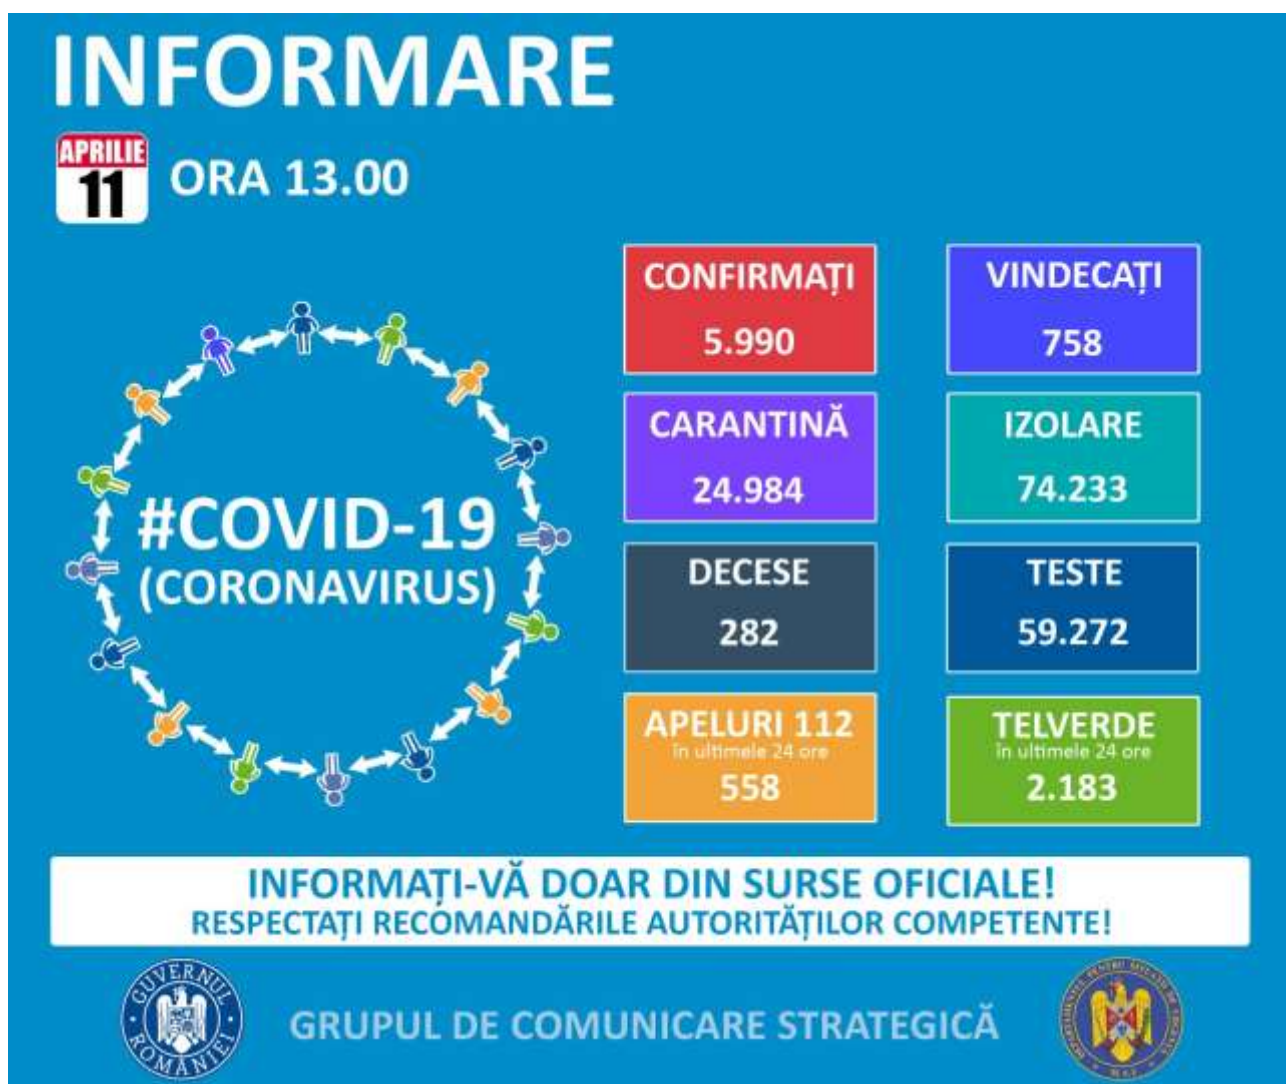 INFORMARE
APRILIE
11
ORA 13.00
CONFIRMAȚI
5.990
VINDECAȚI
758
CARANTINĂ
24.984
IZOLARE
74.233
#COVID-19
(CORONAVIRUS)
DECESE
282
TESTE
59.272
APELURI 112
în ultimele 24 ore
558
TELVERDE
în ultimele 24 ore
2.183
INFORMAȚI-VĂ DOAR DIN SURSE OFICIALE!
RESPECTAȚI RECOMANDĂRILE AUTORITĂȚILOR COMPETENTE!
GUVERNUL
ROMÂNIEI
GRUPUL DE COMUNICARE STRATEGICĂ